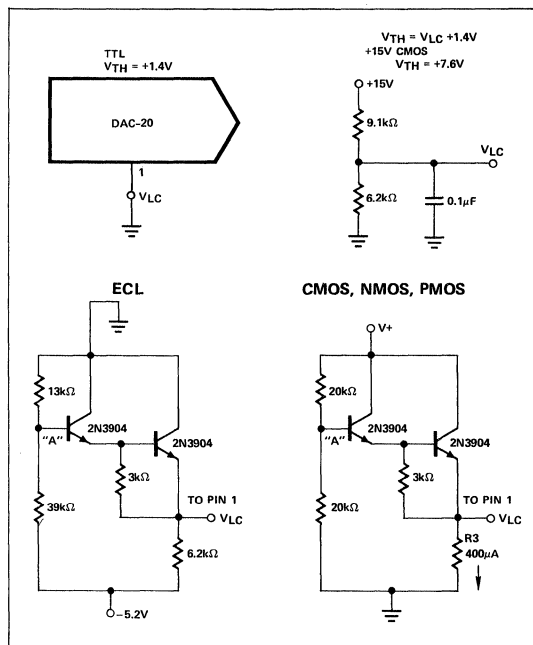 TTL
VTH = +1.4V
DAC-20
1
VLC
VTH = VLC +1.4V
+15V CMOS
VTH = +7.6V
+15V
9.1kΩ
VLC
6.2kΩ
0.1μF
ECL
13kΩ
2N3904
"A"
2N3904
3kΩ
39kΩ
TO PIN 1
VLC
6.2kΩ
–5.2V
CMOS, NMOS, PMOS
V+
20kΩ
2N3904
"A"
2N3904
3kΩ
20kΩ
TO PIN 1
VLC
R3
400μA